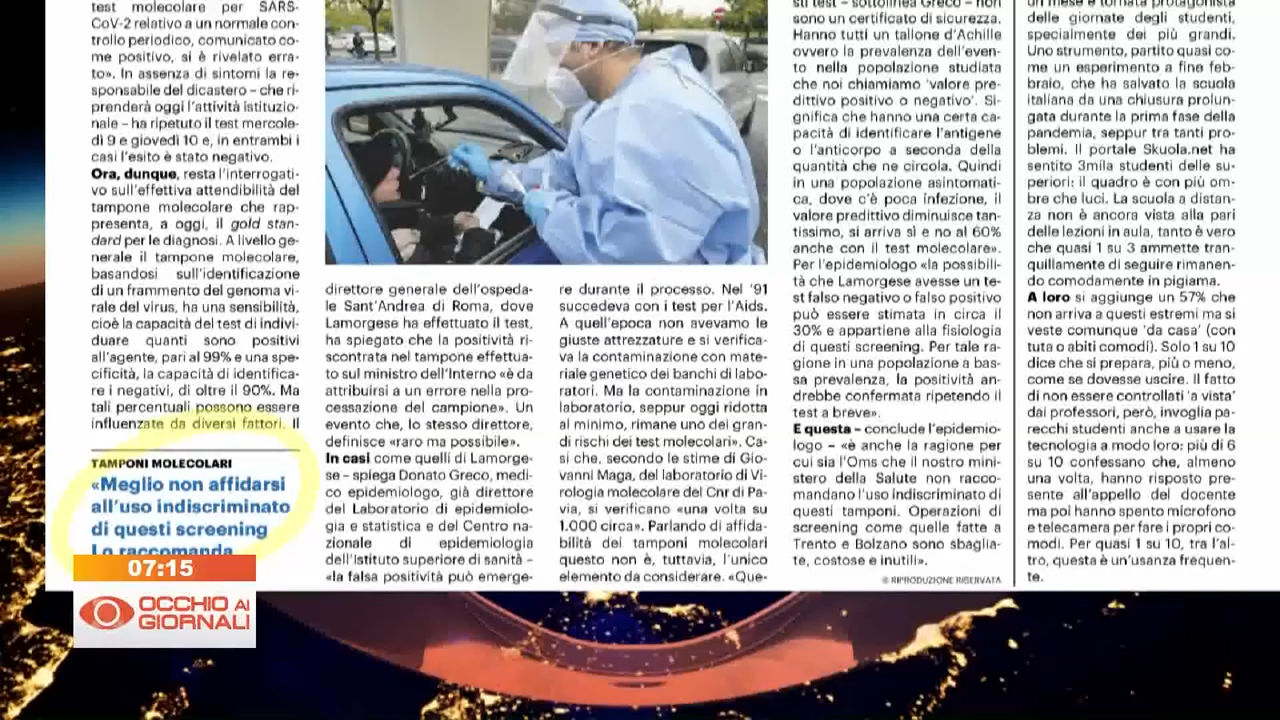 test molecolare per SARS-
CoV-2 relativo a un normale con-
trollo periodico, comunicato co-
me positivo, si è rivelato erra-
to». In assenza di sintomi la re-
sponsabile del dicastero – che ri-
prenderà oggi l'attività istituzio-
nale – ha ripetuto il test mercole-
dì 9 e giovedì 10 e, in entrambi i
casi l'esito è stato negativo.
Ora, dunque, resta l'interrogati-
vo sull'effettiva attendibilità del
tampone molecolare che rap-
presenta, a oggi, il gold stan-
dard per le diagnosi. A livello ge-
nerale il tampone molecolare,
basandosi sull'identificazione
di un frammento del genoma vi-
rale del virus, ha una sensibilità,
cioè la capacità del test di indivi-
duare quanti sono positivi
all'agente, pari al 99% e una spe-
cificità, la capacità di identifica-
re i negativi, di oltre il 90%. Ma
tali percentuali possono essere
influenzate da diversi fattori. Il
TAMPONI MOLECOLARI
«Meglio non affidarsi
all'uso indiscriminato
di questi screening
Lo raccomanda
direttore generale dell'ospeda-
le Sant'Andrea di Roma, dove
Lamorgese ha effettuato il test,
ha spiegato che la positività ri-
scontrata nel tampone effettua-
to sul ministro dell'Interno «è da
attribuirsi a un errore nella pro-
cessazione del campione». Un
evento che, lo stesso direttore,
definisce «raro ma possibile».
In casi come quelli di Lamorge-
se – spiega Donato Greco, medi-
co epidemiologo, già direttore
del Laboratorio di epidemiolo-
gia e statistica e del Centro na-
zionale di epidemiologia
dell'Istituto superiore di sanità –
«la falsa positività può emerge-
re durante il processo. Nel '91
succedeva con i test per l'Aids.
A quell'epoca non avevamo le
giuste attrezzature e si verifica-
va la contaminazione con mate-
riale genetico dei banchi di labo-
ratori. Ma la contaminazione in
laboratorio, seppur oggi ridotta
al minimo, rimane uno dei gran-
di rischi dei test molecolari». Ca-
si che, secondo le stime di Gio-
vanni Maga, del laboratorio di Vi-
rologia molecolare del Cnr di Pa-
via, si verificano «una volta su
1.000 circa». Parlando di affida-
bilità dei tamponi molecolari
questo non è, tuttavia, l'unico
elemento da considerare. «Que-
sti test – sottolinea Greco – non
sono un certificato di sicurezza.
Hanno tutti un tallone d'Achille
ovvero la prevalenza dell'even-
to nella popolazione studiata
che noi chiamiamo 'valore pre-
dittivo positivo o negativo'. Si-
gnifica che hanno una certa ca-
pacità di identificare l'antigene
o l'anticorpo a seconda della
quantità che ne circola. Quindi
in una popolazione asintomati-
ca, dove c'è poca infezione, il
valore predittivo diminuisce tan-
tissimo, si arriva sì e no al 60%
anche con il test molecolare».
Per l'epidemiologo «la possibili-
tà che Lamorgese avesse un te-
st falso negativo o falso positivo
può essere stimata in circa il
30% e appartiene alla fisiologia
di questi screening. Per tale ra-
gione in una popolazione a bas-
sa prevalenza, la positività an-
drebbe confermata ripetendo il
test a breve».
E questa – conclude l'epidemio-
logo – «è anche la ragione per
cui sia l'Oms che il nostro mini-
stero della Salute non racco-
mandano l'uso indiscriminato di
questi tamponi. Operazioni di
screening come quelle fatte a
Trento e Bolzano sono sbaglia-
te, costose e inutili».
© RIPRODUZIONE RISERVATA
un mese è tornata protagonista
delle giornate degli studenti,
specialmente dei più grandi.
Uno strumento, partito quasi co-
me un esperimento a fine feb-
braio, che ha salvato la scuola
italiana da una chiusura prolun-
gata durante la prima fase della
pandemia, seppur tra tanti pro-
blemi. Il portale Skuola.net ha
sentito 3mila studenti delle su-
periori: il quadro è con più om-
bre che luci. La scuola a distan-
za non è ancora vista alla pari
delle lezioni in aula, tanto è vero
che quasi 1 su 3 ammette tran-
quillamente di seguire rimanen-
do comodamente in pigiama.
A loro si aggiunge un 57% che
non arriva a questi estremi ma si
veste comunque 'da casa' (con
tuta o abiti comodi). Solo 1 su 10
dice che si prepara, più o meno,
come se dovesse uscire. Il fatto
di non essere controllati 'a vista'
dai professori, però, invoglia pa-
recchi studenti anche a usare la
tecnologia a modo loro: più di 6
su 10 confessano che, almeno
una volta, hanno risposto pre-
sente all'appello del docente
ma poi hanno spento microfono
e telecamera per fare i propri co-
modi. Per quasi 1 su 10, tra l'al-
tro, questa è un'usanza frequen-
te.
07:15
OCCHIO AI
GIORNALI